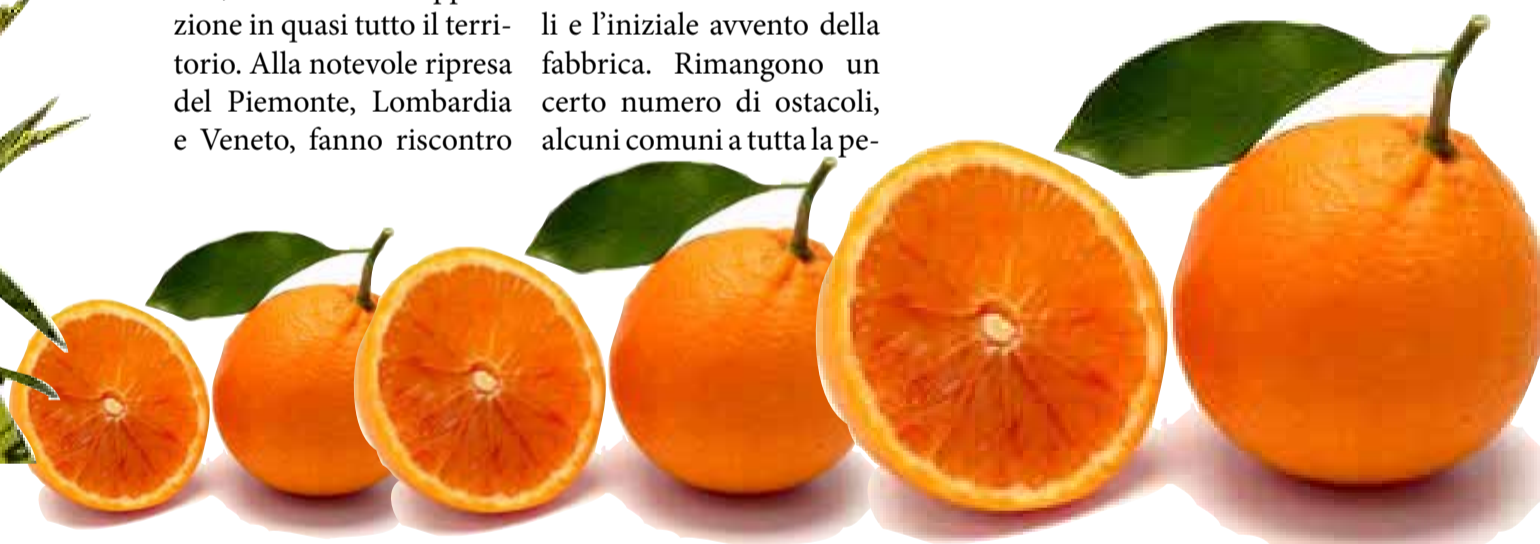 zione in quasi tutto il terri-
torio. Alla notevole ripresa
del Piemonte, Lombardia
e Veneto, fanno riscontro
li e l’iniziale avvento della
fabbrica. Rimangono un
certo numero di ostacoli,
alcuni comuni a tutta la pe-